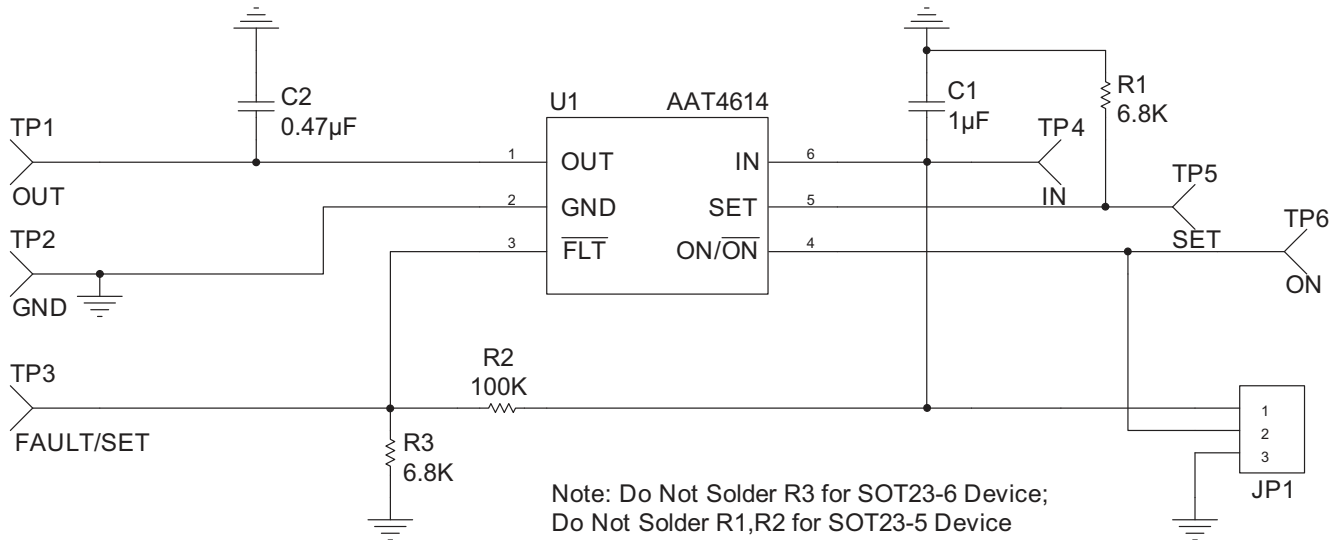 C2
0.47µF
TP1
OUT
TP2
GND
TP3
FAULT/SET
U1
AAT4614
1
OUT
2
GND
3
FLT
IN
6
SET
5
ON/ON
4
C1
1µF
R1
6.8K
TP4
IN
TP5
SET
TP6
ON
R2
100K
R3
6.8K
1
2
3
JP1
Note: Do Not Solder R3 for SOT23-6 Device;
Do Not Solder R1,R2 for SOT23-5 Device